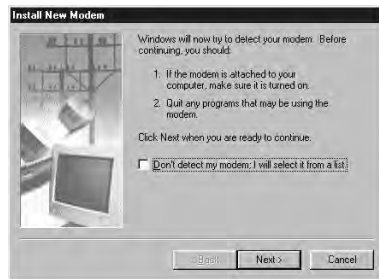 Install New Modem
Windows will now try to detect your modem. Before
continuing, you should:
1. If the modem is attached to your
computer, make sure it is turned on.
2. Quit any programs that may be using the
modem.
Click Next when you are ready to continue.
Don't detect my modem; I will select it from a list.
< Back
Next >
Cancel